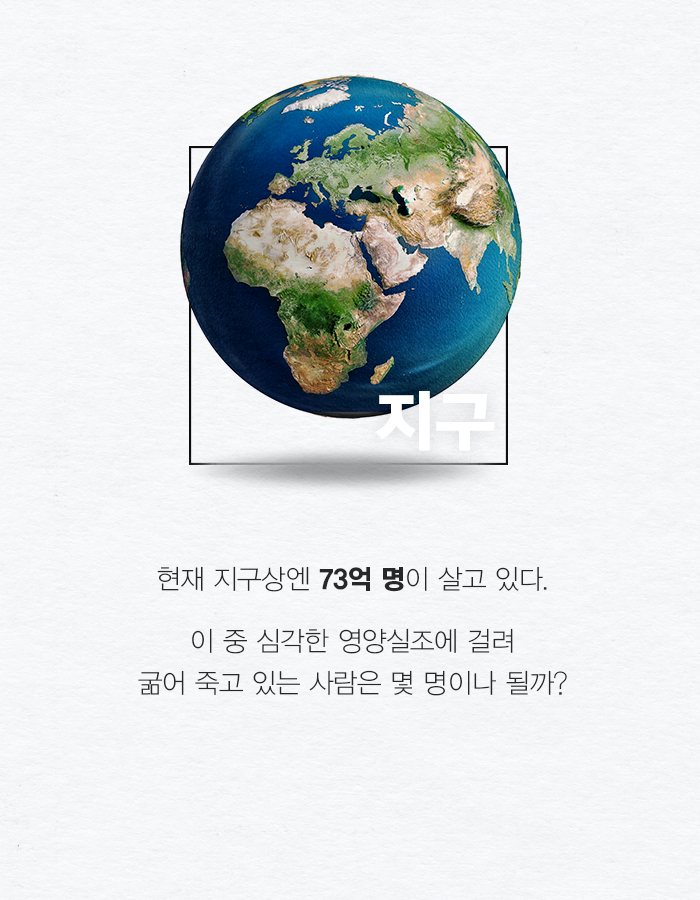 지구
현재 지구상엔 73억 명이 살고 있다.
이 중 심각한 영양실조에 걸려
굶어 죽고 있는 사람은 몇 명이나 될까?